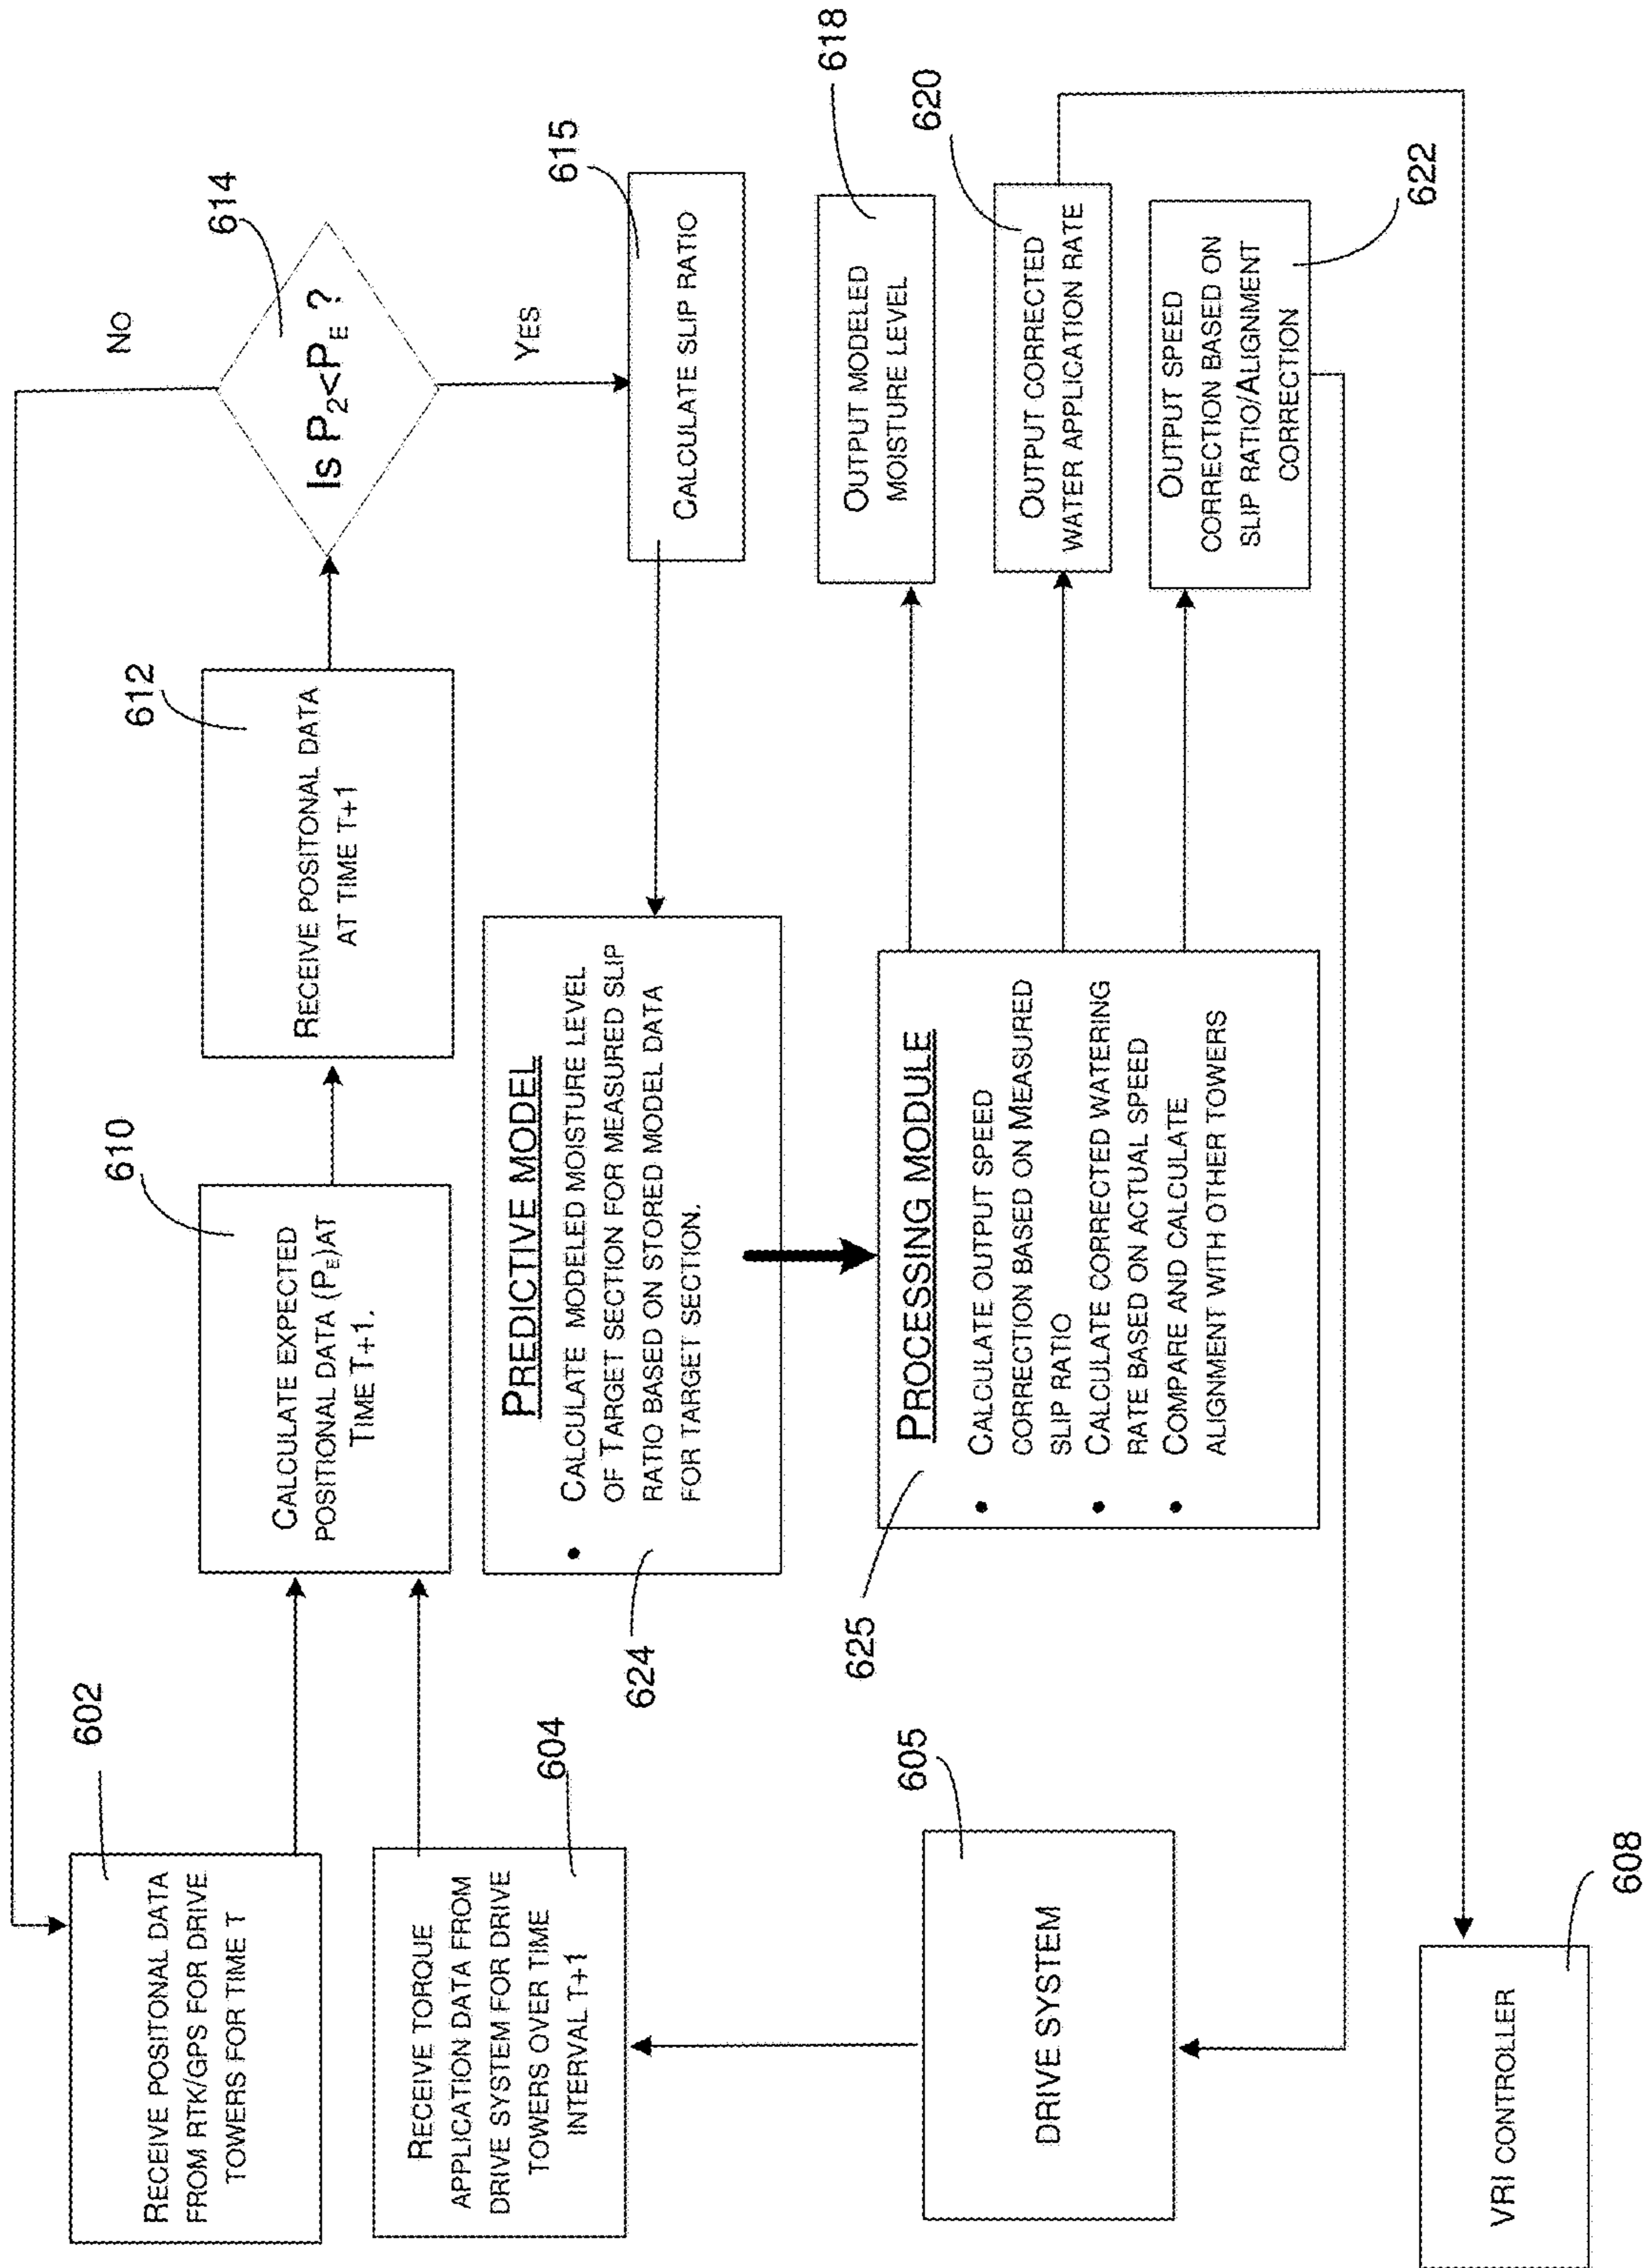 602
RECEIVE POSITIONAL DATA
FROM RTK/GPS FOR DRIVE
TOWERS FOR TIME T
604
RECEIVE TORQUE
APPLICATION DATA FROM
DRIVE SYSTEM FOR DRIVE
TOWERS OVER TIME
INTERVAL T+1
605
DRIVE SYSTEM
608
VRI CONTROLLER
610
CALCULATE EXPECTED
POSITIONAL DATA (PE)AT
TIME T+1.
612
RECEIVE POSITONAL DATA
AT TIME T+1
614
IS P2<PE ?
NO
YES
615
CALCULATE SLIP RATIO
624
PREDICTIVE MODEL
• CALCULATE MODELED MOISTURE LEVEL
OF TARGET SECTION FOR MEASURED SLIP
RATIO BASED ON STORED MODEL DATA
FOR TARGET SECTION.
625
PROCESSING MODULE
• CALCULATE OUTPUT SPEED
CORRECTION BASED ON MEASURED
SLIP RATIO
• CALCULATE CORRECTED WATERING
RATE BASED ON ACTUAL SPEED
• COMPARE AND CALCULATE
ALIGNMENT WITH OTHER TOWERS
618
OUTPUT MODELED
MOISTURE LEVEL
620
OUTPUT CORRECTED
WATER APPLICATION RATE
622
OUTPUT SPEED
CORRECTION BASED ON
SLIP RATIO/ALIGNMENT
CORRECTION